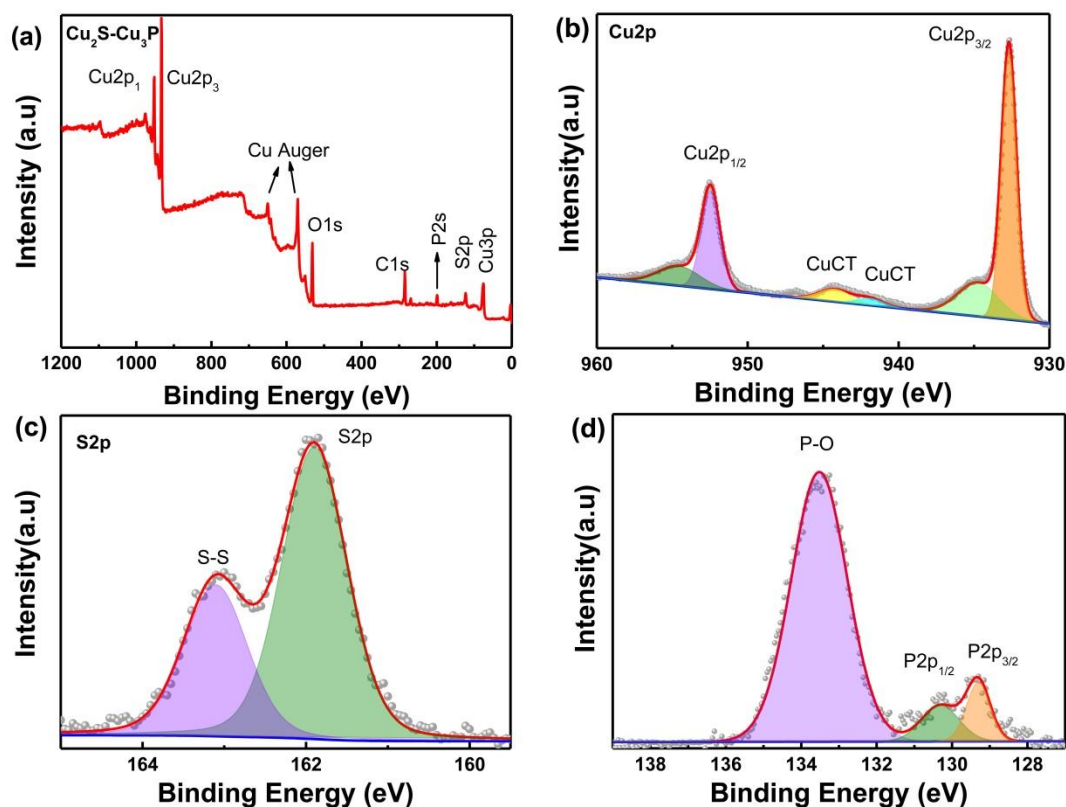 (a)
Cu₂S-Cu₃P
Cu2p₁
Cu2p₃
Cu Auger
O1s
C1s
P2s
S2p
Cu3p
Intensity (a.u)
1200 1000 800 600 400 200 0
Binding Energy (eV)
(b)
Cu2p
Cu2p₃/₂
Cu2p₁/₂
CuCT
CuCT
Intensity(a.u)
960 950 940 930
Binding Energy (eV)
(c)
S2p
S2p
S-S
Intensity(a.u)
164 162 160
Binding Energy (eV)
(d)
P-O
P2p₁/₂
P2p₃/₂
Intensity(a.u)
138 136 134 132 130 128
Binding Energy (eV)